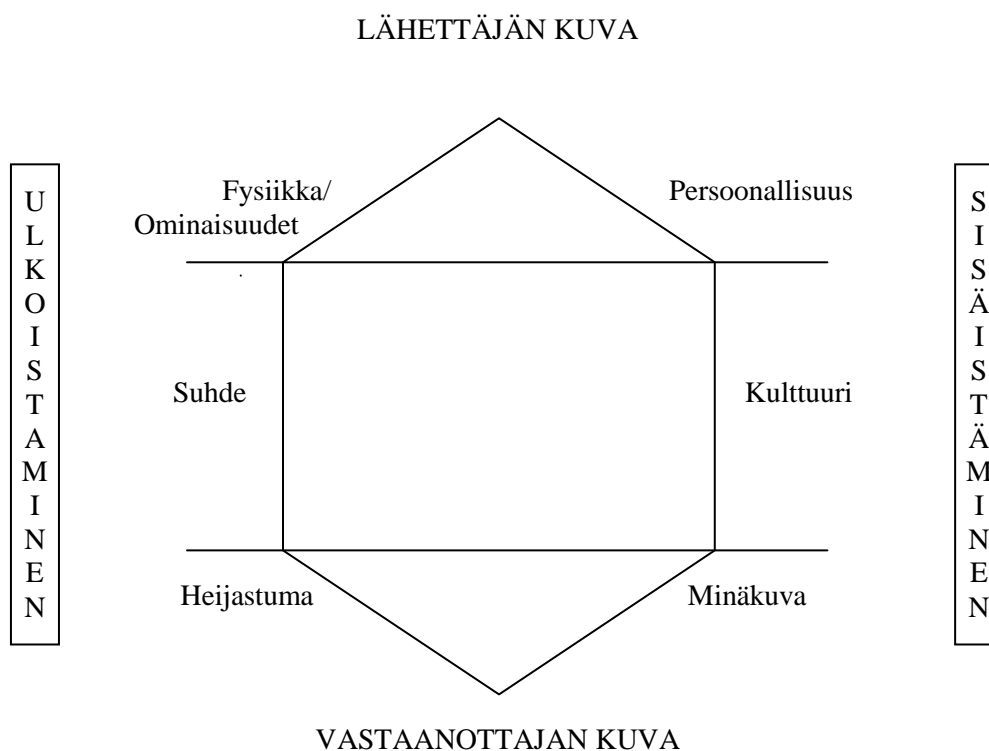 LÄHETTÄJÄN KUVA
ULKOISTAMINEN
Fysiikka/
Ominaisuudet
Persoonallisuus
SISÄISTÄMINEN
Suhde
Kulttuuri
Heijastuma
Minäkuva
VASTAANOTTAJAN KUVA